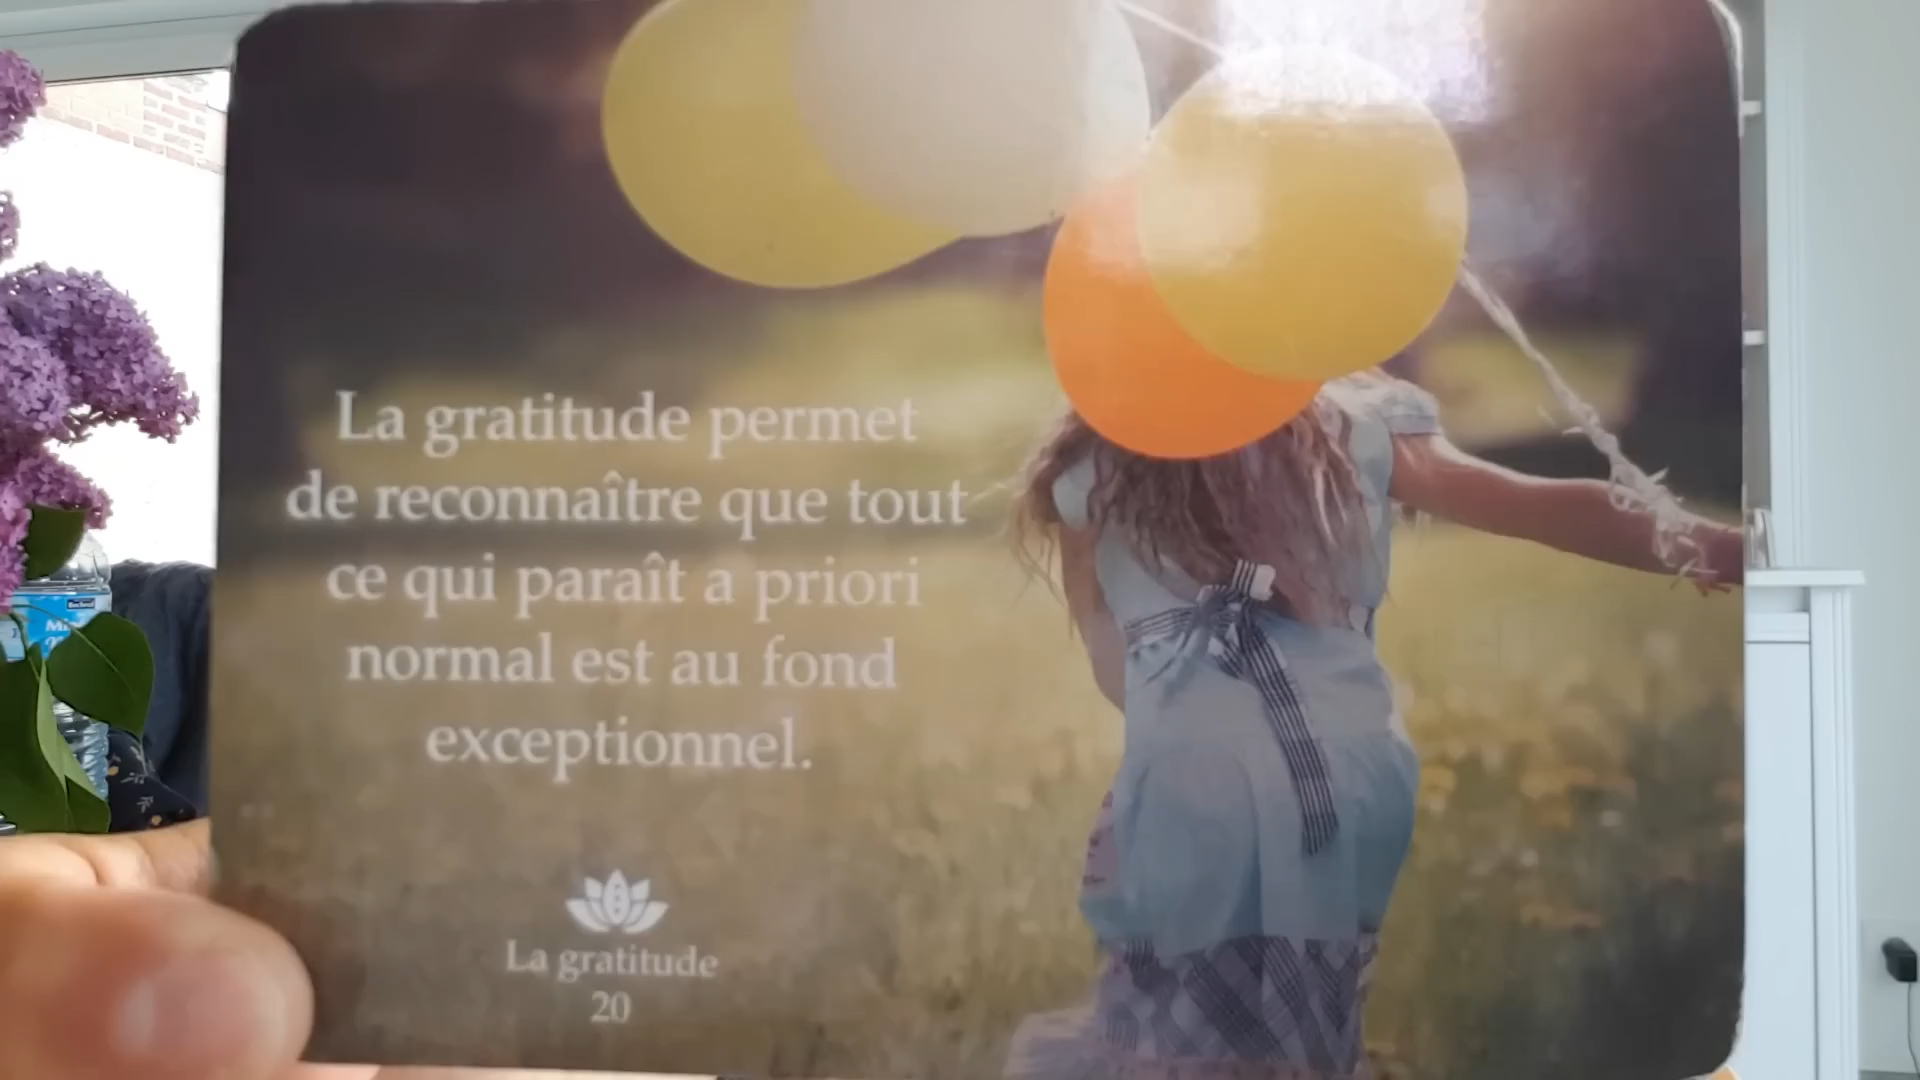 La gratitude permet
de reconnaître que tout
ce qui paraît a priori
normal est au fond
exceptionnel.
La gratitude
20